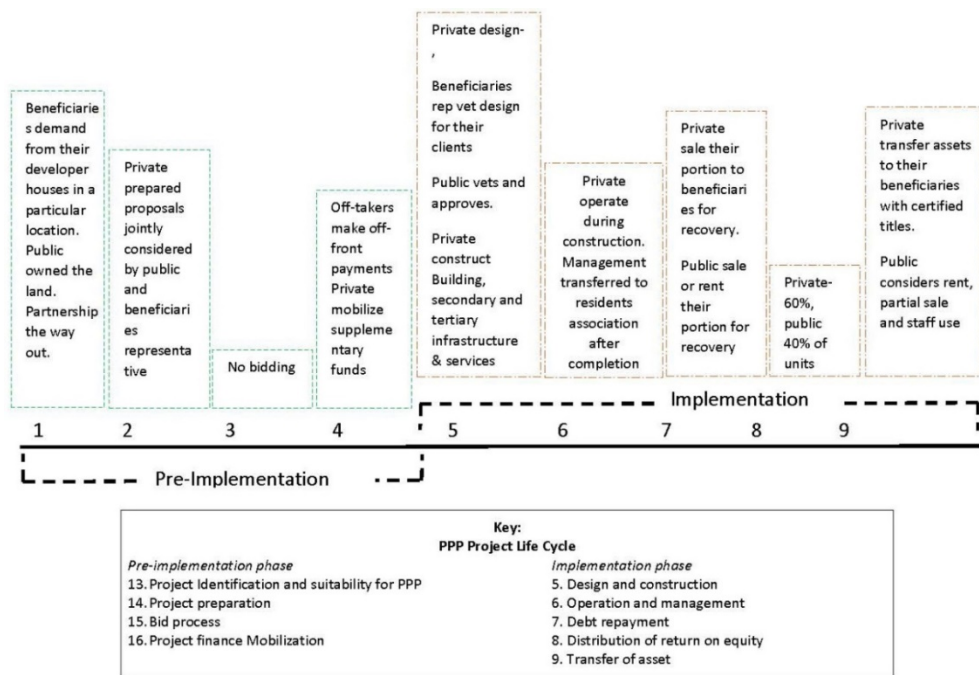 Beneficiarie
s demand
from their
developer
houses in a
particular
location.
Public
owned the
land.
Partnership
the way
out.
Private
prepared
proposals
jointly
considered
by public
and
beneficiari
es
representa
tive
No bidding
Off-takers
make off-
front
payments
Private
mobilize
suppleme
ntary
funds
Private design-
,
Beneficiaries
rep vet design
for their
clients
Public vets and
approves.
Private
construct
Building,
secondary and
tertiary
infrastructure
& services
Private
operate
during
construction.
Management
transferred to
residents
association
after
completion
Private
sale their
portion to
beneficiari
es for
recovery.
Public sale
or rent
their
portion for
recovery
Private-
60%,
public
40% of
units
Private
transfer assets
to their
beneficiaries
with certified
titles.
Public
considers rent,
partial sale
and staff use
Implementation
1 2 3 4 5 6 7 8 9
Pre-Implementation
Key:
PPP Project Life Cycle
Pre-implementation phase
13. Project Identification and suitability for PPP
14. Project preparation
15. Bid process
16. Project finance Mobilization
Implementation phase
5. Design and construction
6. Operation and management
7. Debt repayment
8. Distribution of return on equity
9. Transfer of asset